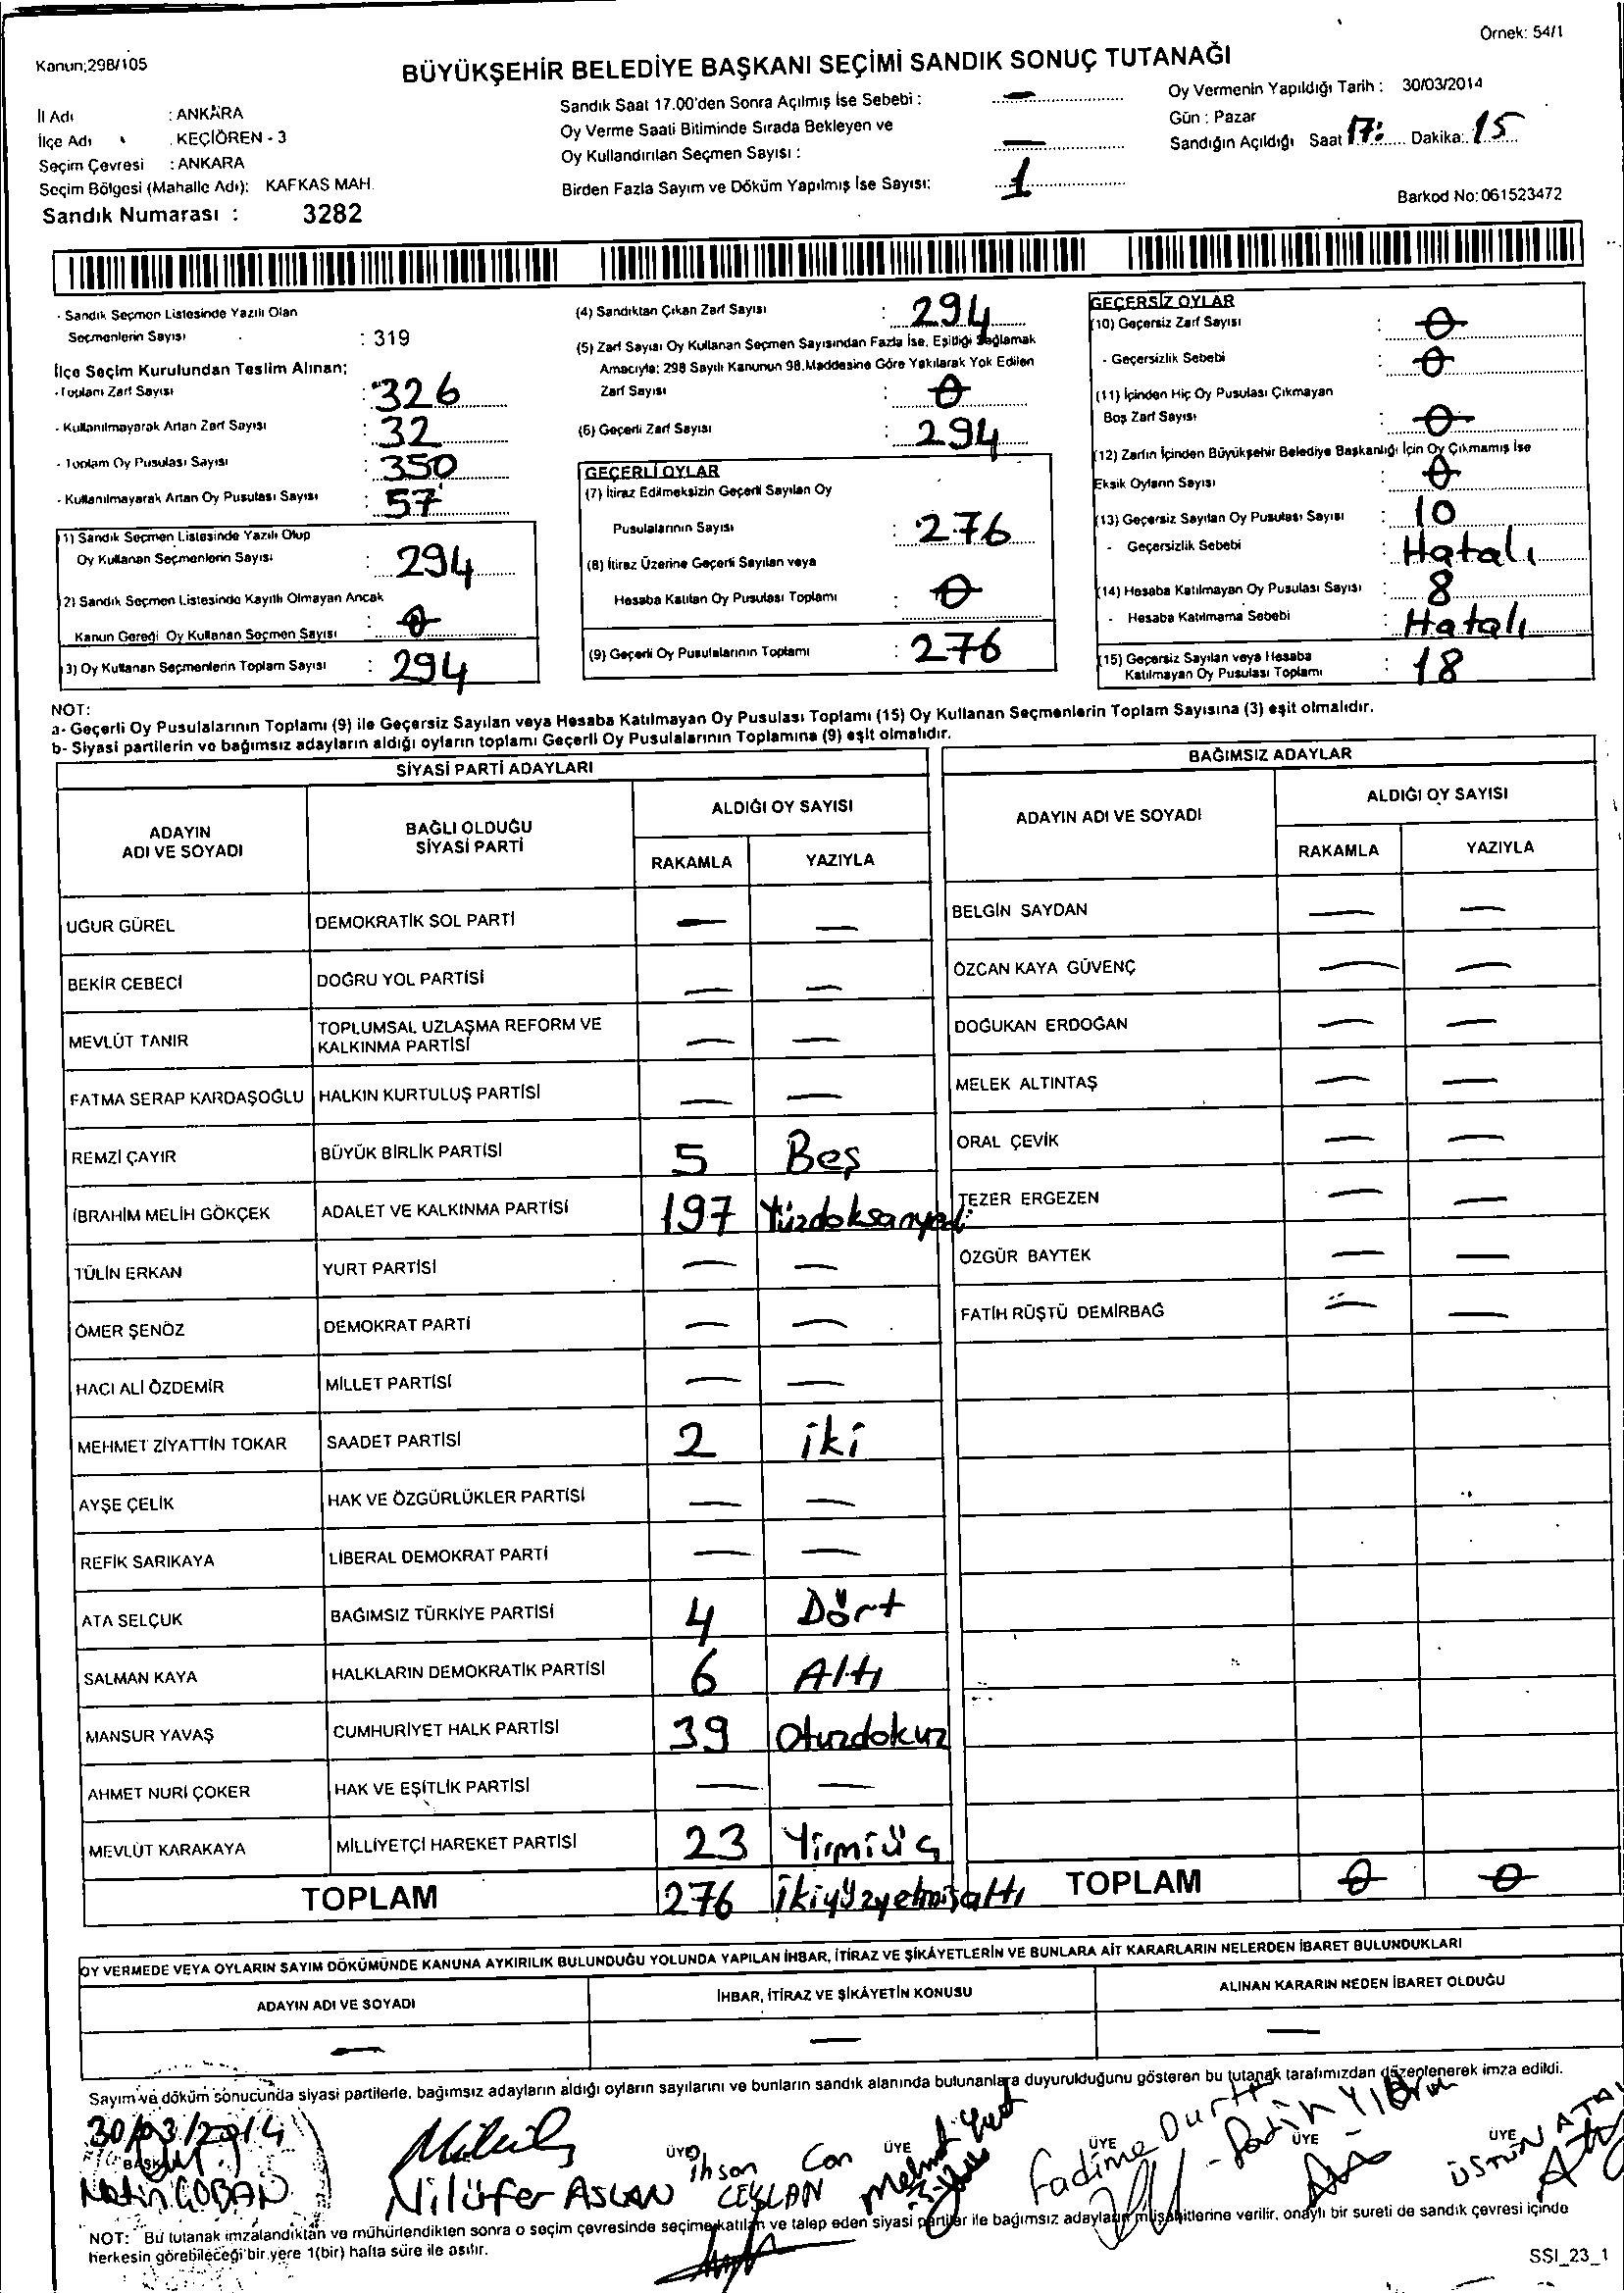 Örnek: 54/1
Kanun;298/105
BÜYÜKŞEHİR BELEDİYE BAŞKANI SEÇİMİ SANDIK SONUÇ TUTANAĞI
İl Adı : ANKARA
İlçe Adı : KEÇİÖREN - 3
Seçim Çevresi : ANKARA
Seçim Bölgesi (Mahalle Adı): KAFKAS MAH.
Sandık Numarası : 3282
Sandık Saat 17.00'den Sonra Açılmış İse Sebebi : —
Oy Verme Saati Bitiminde Sırada Bekleyen ve
Oy Kullandırılan Seçmen Sayısı : —
Birden Fazla Sayım ve Döküm Yapılmış İse Sayısı: 1
Oy Vermenin Yapıldığı Tarih : 30/03/2014
Gün : Pazar
Sandığın Açıldığı Saat 17: Dakika: 15
Barkod No: 061523472
- Sandık Seçmen Listesinde Yazılı Olan
Seçmenlerin Sayısı : 319
İlçe Seçim Kurulundan Teslim Alınan;
- Toplam Zarf Sayısı : 326
- Kullanılmayarak Artan Zarf Sayısı : 32
- Toplam Oy Pusulası Sayısı : 350
- Kullanılmayarak Artan Oy Pusulası Sayısı : 57
(1) Sandık Seçmen Listesinde Yazılı Olup
Oy Kullanan Seçmenlerin Sayısı : 294
(2) Sandık Seçmen Listesinde Kayıtlı Olmayan Ancak
Kanun Gereği Oy Kullanan Seçmen Sayısı : 0
(3) Oy Kullanan Seçmenlerin Toplam Sayısı : 294
(4) Sandıktan Çıkan Zarf Sayısı : 294
(5) Zarf Sayısı Oy Kullanan Seçmen Sayısından Fazla İse, Eşitliği Sağlamak
Amacıyla; 298 Sayılı Kanunun 98.Maddesine Göre Yakılarak Yok Edilen
Zarf Sayısı : 0
(6) Geçerli Zarf Sayısı : 294
GEÇERLİ OYLAR
(7) İtiraz Edilmeksizin Geçerli Sayılan Oy
Pusulalarının Sayısı : 276
(8) İtiraz Üzerine Geçerli Sayılan veya
Hesaba Katılan Oy Pusulası Toplamı : 0
(9) Geçerli Oy Pusulalarının Toplamı : 276
GEÇERSİZ OYLAR
(10) Geçersiz Zarf Sayısı : 0
- Geçersizlik Sebebi : 0
(11) İçinden Hiç Oy Pusulası Çıkmayan
Boş Zarf Sayısı : 0
(12) Zarfın İçinden Büyükşehir Belediye Başkanlığı İçin Oy Çıkmamış İse
Eksik Oyların Sayısı : 0
(13) Geçersiz Sayılan Oy Pusulası Sayısı : 10
- Geçersizlik Sebebi : Hatalı
(14) Hesaba Katılmayan Oy Pusulası Sayısı : 8
- Hesaba Katılmama Sebebi : Hatalı
(15) Geçersiz Sayılan veya Hesaba
Katılmayan Oy Pusulası Toplamı : 18
NOT:
a- Geçerli Oy Pusulalarının Toplamı (9) ile Geçersiz Sayılan veya Hesaba Katılmayan Oy Pusulası Toplamı (15) Oy Kullanan Seçmenlerin Toplam Sayısına (3) eşit olmalıdır.
b- Siyasi partilerin ve bağımsız adayların aldığı oyların toplamı Geçerli Oy Pusulalarının Toplamına (9) eşit olmalıdır.
SİYASİ PARTİ ADAYLARI
ADAYIN ADI VE SOYADI BAĞLI OLDUĞU SİYASİ PARTİ ALDIĞI OY SAYISI
RAKAMLA YAZIYLA
UĞUR GÜREL DEMOKRATİK SOL PARTİ — —
BEKİR CEBECİ DOĞRU YOL PARTİSİ — —
MEVLÜT TANIR TOPLUMSAL UZLAŞMA REFORM VE KALKINMA PARTİSİ — —
FATMA SERAP KARDAŞOĞLU HALKIN KURTULUŞ PARTİSİ — —
REMZİ ÇAYIR BÜYÜK BİRLİK PARTİSİ 5 Beş
İBRAHİM MELİH GÖKÇEK ADALET VE KALKINMA PARTİSİ 197 Yüzdoksanyedi
TÜLİN ERKAN YURT PARTİSİ — —
ÖMER ŞENÖZ DEMOKRAT PARTİ — —
HACI ALİ ÖZDEMİR MİLLET PARTİSİ — —
MEHMET ZİYATTİN TOKAR SAADET PARTİSİ 2 iki
AYŞE ÇELİK HAK VE ÖZGÜRLÜKLER PARTİSİ — —
REFİK SARIKAYA LİBERAL DEMOKRAT PARTİ — —
ATA SELÇUK BAĞIMSIZ TÜRKİYE PARTİSİ 4 Dört
SALMAN KAYA HALKLARIN DEMOKRATİK PARTİSİ 6 Altı
MANSUR YAVAŞ CUMHURİYET HALK PARTİSİ 39 Otuzdokuz
AHMET NURİ ÇOKER HAK VE EŞİTLİK PARTİSİ — —
MEVLÜT KARAKAYA MİLLİYETÇİ HAREKET PARTİSİ 23 Yirmiüç
TOPLAM 276 İkiyüzyetmişaltı
BAĞIMSIZ ADAYLAR
ADAYIN ADI VE SOYADI ALDIĞI OY SAYISI
RAKAMLA YAZIYLA
BELGİN SAYDAN — —
ÖZCAN KAYA GÜVENÇ — —
DOĞUKAN ERDOĞAN — —
MELEK ALTINTAŞ — —
ORAL ÇEVİK — —
TEZER ERGEZEN — —
ÖZGÜR BAYTEK — —
FATİH RÜŞTÜ DEMİRBAĞ — —
TOPLAM 0 0
OY VERMEDE VEYA OYLARIN SAYIM DÖKÜMÜNDE KANUNA AYKIRILIK BULUNDUĞU YOLUNDA YAPILAN İHBAR, İTİRAZ VE ŞİKÂYETLERİN VE BUNLARA AİT KARARLARIN NELERDEN İBARET BULUNDUKLARI
ADAYIN ADI VE SOYADI İHBAR, İTİRAZ VE ŞİKÂYETİN KONUSU ALINAN KARARIN NEDEN İBARET OLDUĞU
— — —
Sayım ve döküm sonucunda siyasi partilerle, bağımsız adayların aldığı oyların sayılarını ve bunların sandık alanında bulunanlara duyurulduğunu gösteren bu tutanak tarafımızdan düzenlenerek imza edildi.
30/03/2014
BAŞKAN ÜYE ÜYE ÜYE ÜYE ÜYE
Metin ÇOBAN
Nilüfer ASLAN
ihsan Can CEYLAN
Fadime
ÜSTÜN
NOT: Bu tutanak imzalandıktan ve mühürlendikten sonra o seçim çevresinde seçime katılan ve talep eden siyasi partiler ile bağımsız adayların müşahitlerine verilir, onaylı bir sureti de sandık çevresi içinde
herkesin görebileceği bir yere 1(bir) hafta süre ile asılır.
SSI_23_1